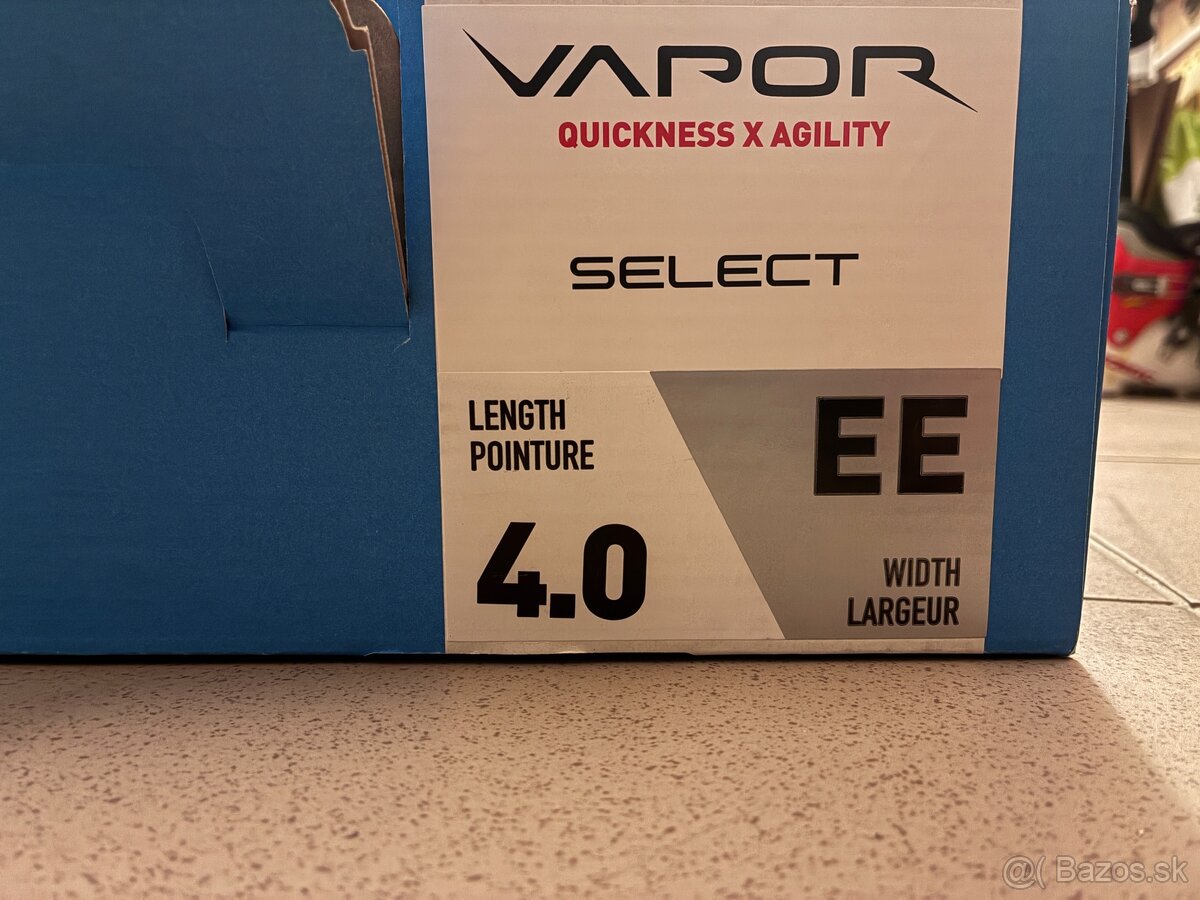 VAPOR
QUICKNESS X AGILITY
SELECT
LENGTH
POINTURE
4.0
EE
WIDTH
LARGEUR
@( Bazos.sk